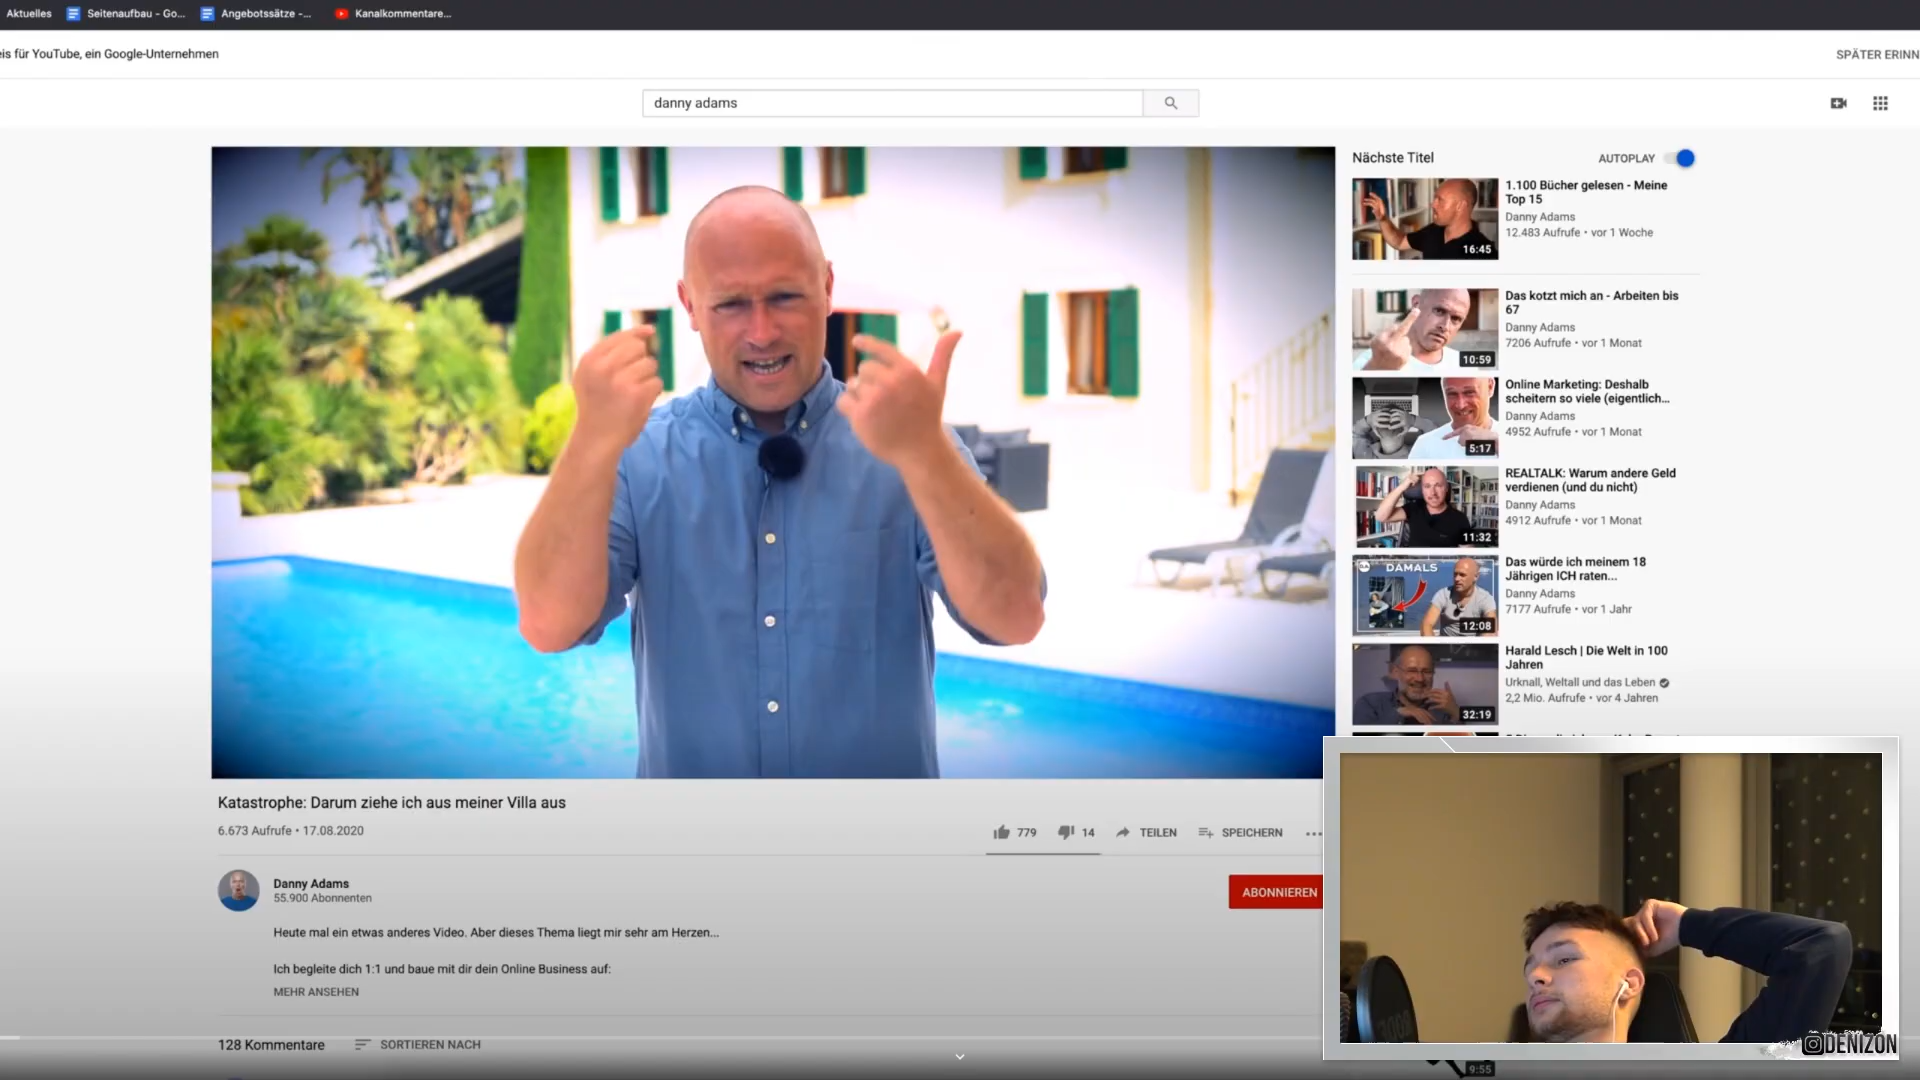 Aktuelles
Seitenaufbau - Go...
Angebotssätze -...
Kanalkommentare...
eis für YouTube, ein Google-Unternehmen
SPÄTER ERINN
danny adams
Nächste Titel
AUTOPLAY
1.100 Bücher gelesen - Meine
Top 15
Danny Adams
12.483 Aufrufe • vor 1 Woche
16:45
Das kotzt mich an - Arbeiten bis
67
Danny Adams
7206 Aufrufe • vor 1 Monat
10:59
Online Marketing: Deshalb
scheitern so viele (eigentlich...
Danny Adams
4952 Aufrufe • vor 1 Monat
5:17
REALTALK: Warum andere Geld
verdienen (und du nicht)
Danny Adams
4912 Aufrufe • vor 1 Monat
11:32
DAMALS
Das würde ich meinem 18
Jährigen ICH raten...
Danny Adams
7177 Aufrufe • vor 1 Jahr
12:08
Harald Lesch | Die Welt in 100
Jahren
Urknall, Weltall und das Leben
2,2 Mio. Aufrufe • vor 4 Jahren
32:19
Katastrophe: Darum ziehe ich aus meiner Villa aus
6.673 Aufrufe • 17.08.2020
779
14
TEILEN
SPEICHERN
Danny Adams
55.900 Abonnenten
ABONNIEREN
Heute mal ein etwas anderes Video. Aber dieses Thema liegt mir sehr am Herzen...
Ich begleite dich 1:1 und baue mit dir dein Online Business auf:
MEHR ANSEHEN
128 Kommentare
SORTIEREN NACH
DENIZON
9:55